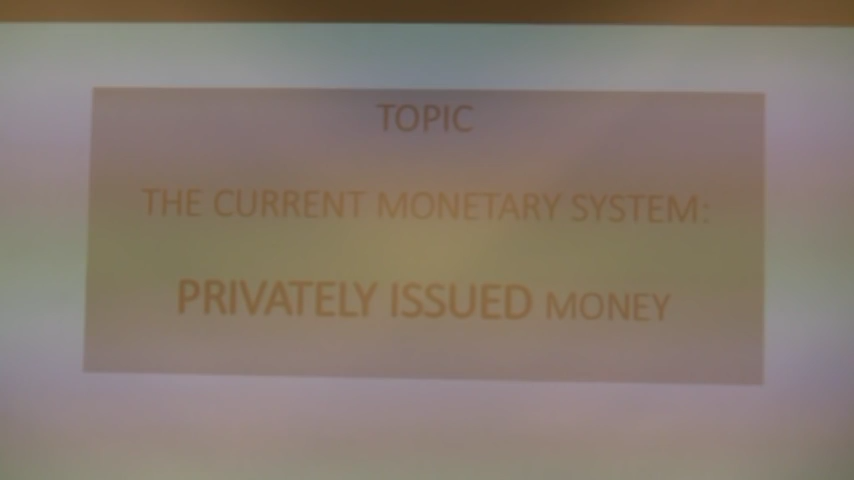 TOPIC
THE CURRENT MONETARY SYSTEM:
PRIVATELY ISSUED MONEY